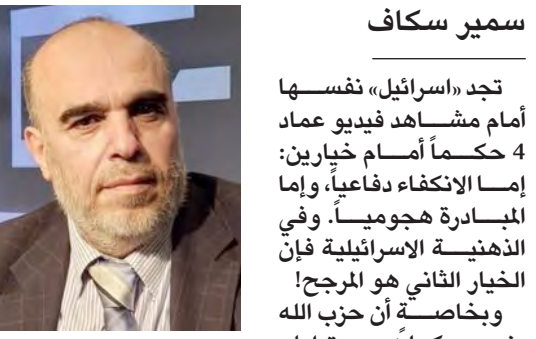 سمير سكاف
تجد «اسرائيل» نفسها
أمام مشاهد فيديو عماد
4 حكماً أمام خيارين:
إما الانكفاء دفاعياً، وإما
المبادرة هجومياً. وفي
الذهنية الاسرائيلية فإن
الخيار الثاني هو المرجح!
وبخاصة أن حزب الله